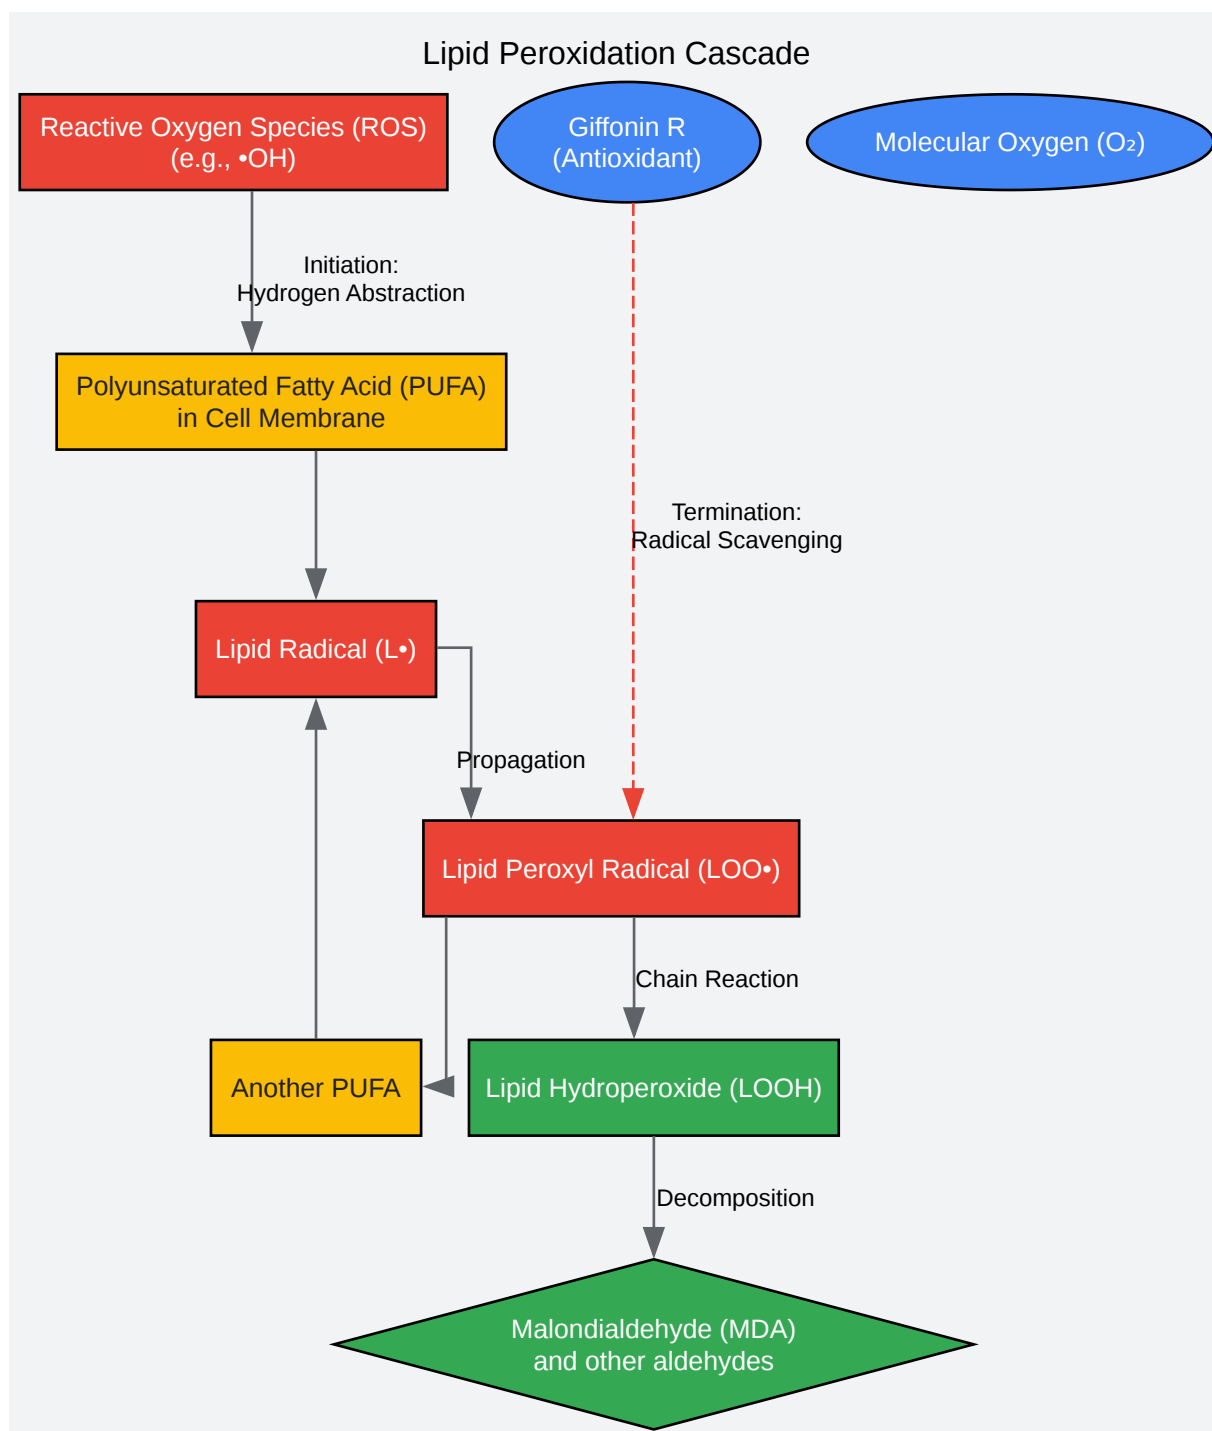 Lipid Peroxidation Cascade
Reactive Oxygen Species (ROS)
(e.g., •OH)
Giffonin R
(Antioxidant)
Molecular Oxygen (O₂)
Initiation:
Hydrogen Abstraction
Polyunsaturated Fatty Acid (PUFA)
in Cell Membrane
Termination:
Radical Scavenging
Lipid Radical (L•)
Propagation
Lipid Peroxyl Radical (LOO•)
Chain Reaction
Another PUFA
Lipid Hydroperoxide (LOOH)
Decomposition
Malondialdehyde (MDA)
and other aldehydes